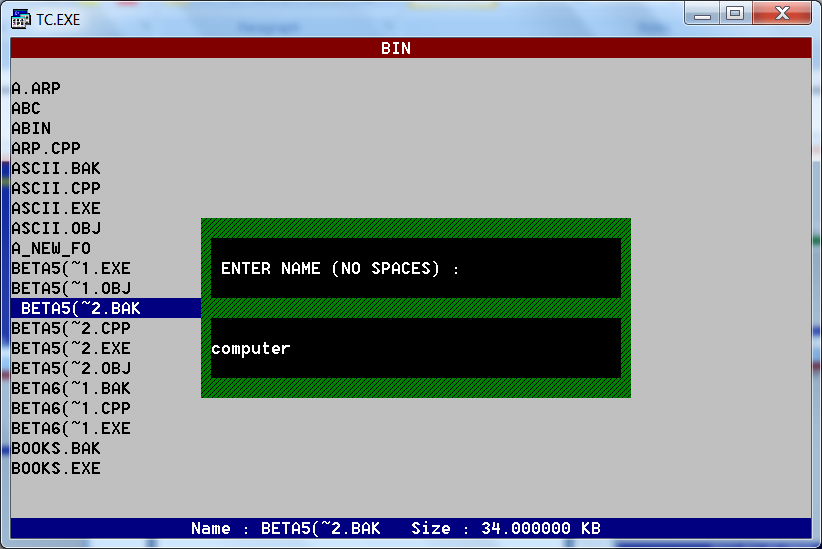 TC.EXE
BIN
A.ARP
ABC
ABIN
ARP.CPP
ASCII.BAK
ASCII.CPP
ASCII.EXE
ASCII.OBJ
A_NEW_FO
BETA5(~1.EXE
BETA5(~1.OBJ
BETA5(~2.BAK
BETA5(~2.CPP
BETA5(~2.EXE
BETA5(~2.OBJ
BETA6(~1.BAK
BETA6(~1.CPP
BETA6(~1.EXE
BOOKS.BAK
BOOKS.EXE
ENTER NAME (NO SPACES) :
computer
Name : BETA5(~2.BAK Size : 34.000000 KB